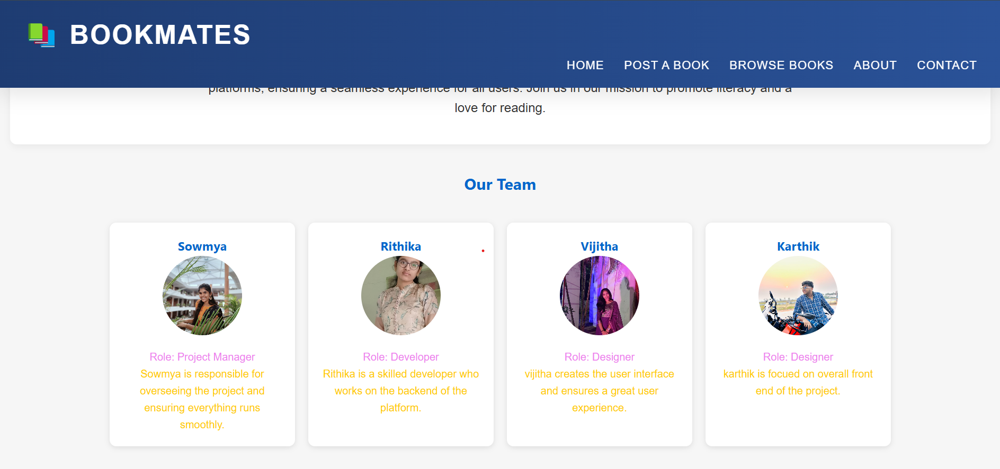 BOOKMATES
HOME POST A BOOK BROWSE BOOKS ABOUT CONTACT
platforms, ensuring a seamless experience for all users. Join us in our mission to promote literacy and a
love for reading.
Our Team
Sowmya
Role: Project Manager
Sowmya is responsible for
overseeing the project and
ensuring everything runs
smoothly.
Rithika
Role: Developer
Rithika is a skilled developer who
works on the backend of the
platform.
Vijitha
Role: Designer
vijitha creates the user interface
and ensures a great user
experience.
Karthik
Role: Designer
karthik is focued on overall front
end of the project.